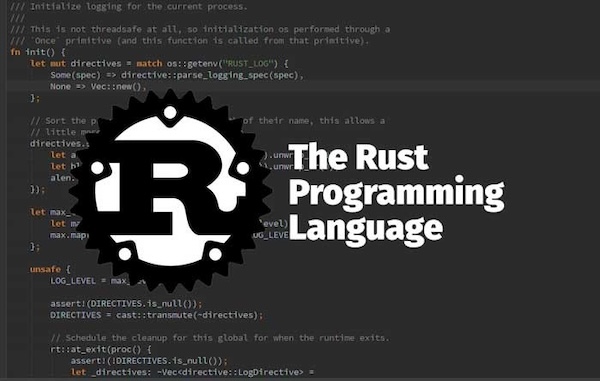 /// Initialize logging for the current process.
///
/// This is not threadsafe at all, so initialization os performed through a
/// `Once` primitive (and this function is called from that primitive).
fn init() {
let mut directives = match os::getenv("RUST_LOG") {
Some(spec) => directive::parse_logging_spec(spec),
None => Vec::new(),
};
// Sort the p of their name, this allows a
// little mor
directives.s
let a ).unwr
let bl ).unwra
alen.
});
let max_
let ma level)
max.map OG_LEVE
};
unsafe {
LOG_LEVEL = max_
assert!(DIRECTIVES.is_null());
DIRECTIVES = cast::transmute(~directives);
// Schedule the cleanup for this global for when the runtime exits.
rt::at_exit(proc() {
assert!(!DIRECTIVES.is_null());
let _directives: ~Vec<directive::LogDirective> =
R
The Rust
Programming
Language